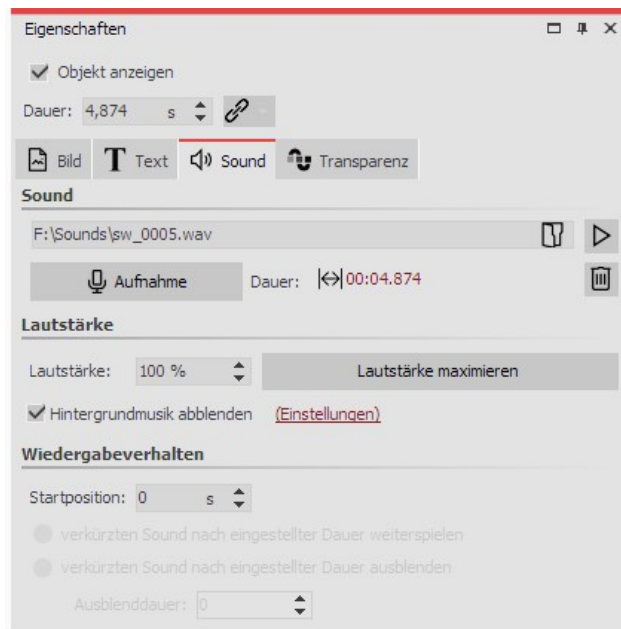 Eigenschaften
Objekt anzeigen
Dauer: 4,874 s
Bild Text Sound Transparenz
Sound
F:\Sounds\sw_0005.wav
Aufnahme Dauer: 00:04.874
Lautstärke
Lautstärke: 100 % Lautstärke maximieren
Hintergrundmusik abblenden (Einstellungen)
Wiedergabeverhalten
Startposition: 0 s
verkürzten Sound nach eingestellter Dauer weiterspielen
verkürzten Sound nach eingestellter Dauer ausblenden
Ausblenddauer: 0